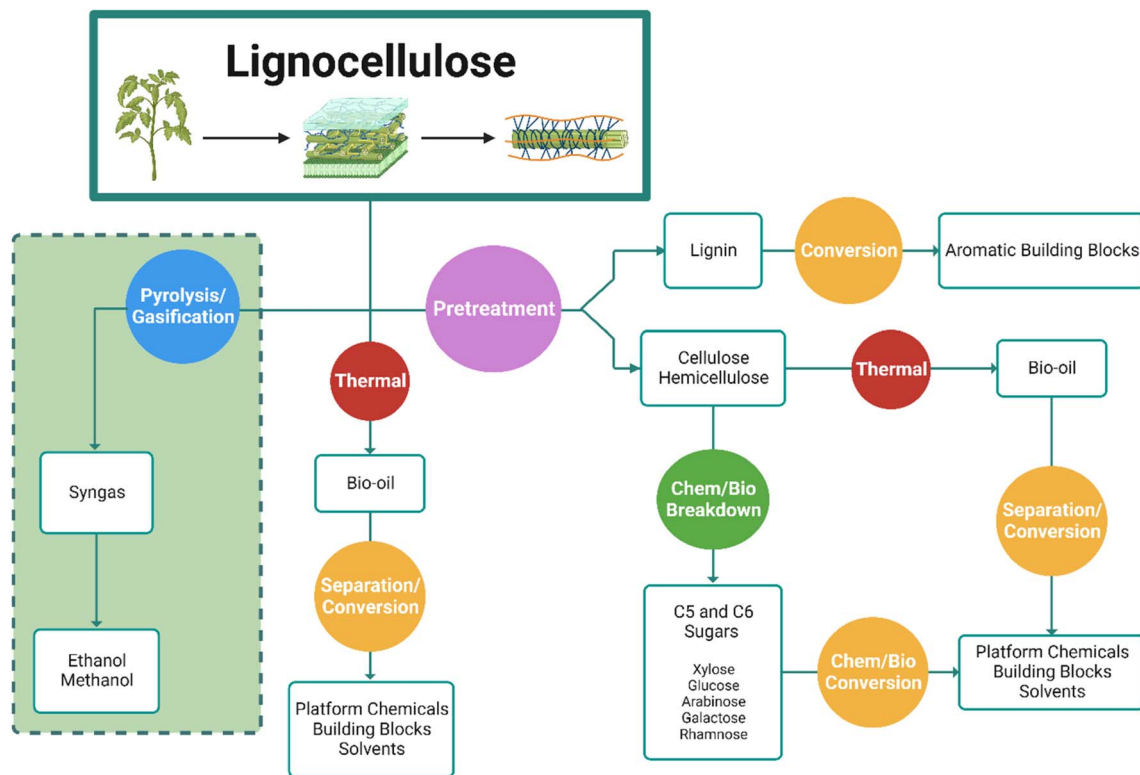 Lignocellulose
Pyrolysis/
Gasification
Syngas
Ethanol
Methanol
Thermal
Bio-oil
Separation/
Conversion
Platform Chemicals
Building Blocks
Solvents
Pretreatment
Lignin
Conversion
Aromatic Building Blocks
Cellulose
Hemicellulose
Thermal
Bio-oil
Chem/Bio
Breakdown
Separation/
Conversion
C5 and C6
Sugars
Xylose
Glucose
Arabinose
Galactose
Rhamnose
Chem/Bio
Conversion
Platform Chemicals
Building Blocks
Solvents